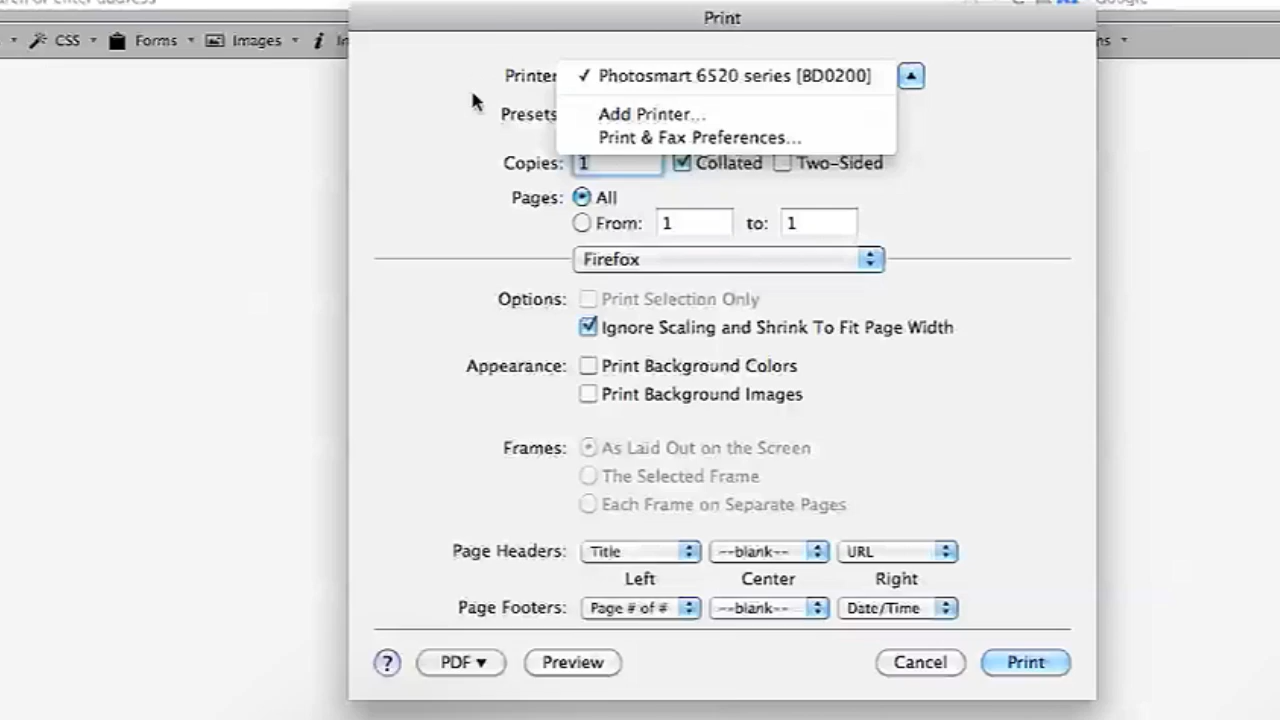 Print
CSS Forms Images
Printer ✓ Photosmart 6520 series [BD0200]
Presets Add Printer...
Print & Fax Preferences...
Copies: 1 Collated Two-Sided
Pages: All
From: 1 to: 1
Firefox
Options: Print Selection Only
Ignore Scaling and Shrink To Fit Page Width
Appearance: Print Background Colors
Print Background Images
Frames: As Laid Out on the Screen
The Selected Frame
Each Frame on Separate Pages
Page Headers: Title --blank-- URL
Left Center Right
Page Footers: Page # of # --blank-- Date/Time
? PDF ▼ Preview Cancel Print